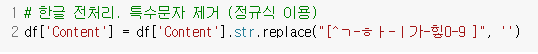 1 # 한글 전처리. 특수문자 제거 (정규식 이용)
2 df['Content'] = df['Content'].str.replace("[^ㄱ-ㅎㅏ-ㅣ가-힣0-9 ]", '')